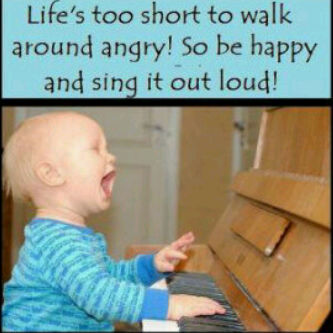 Life's too short to walk
around angry! So be happy
and sing it out loud!